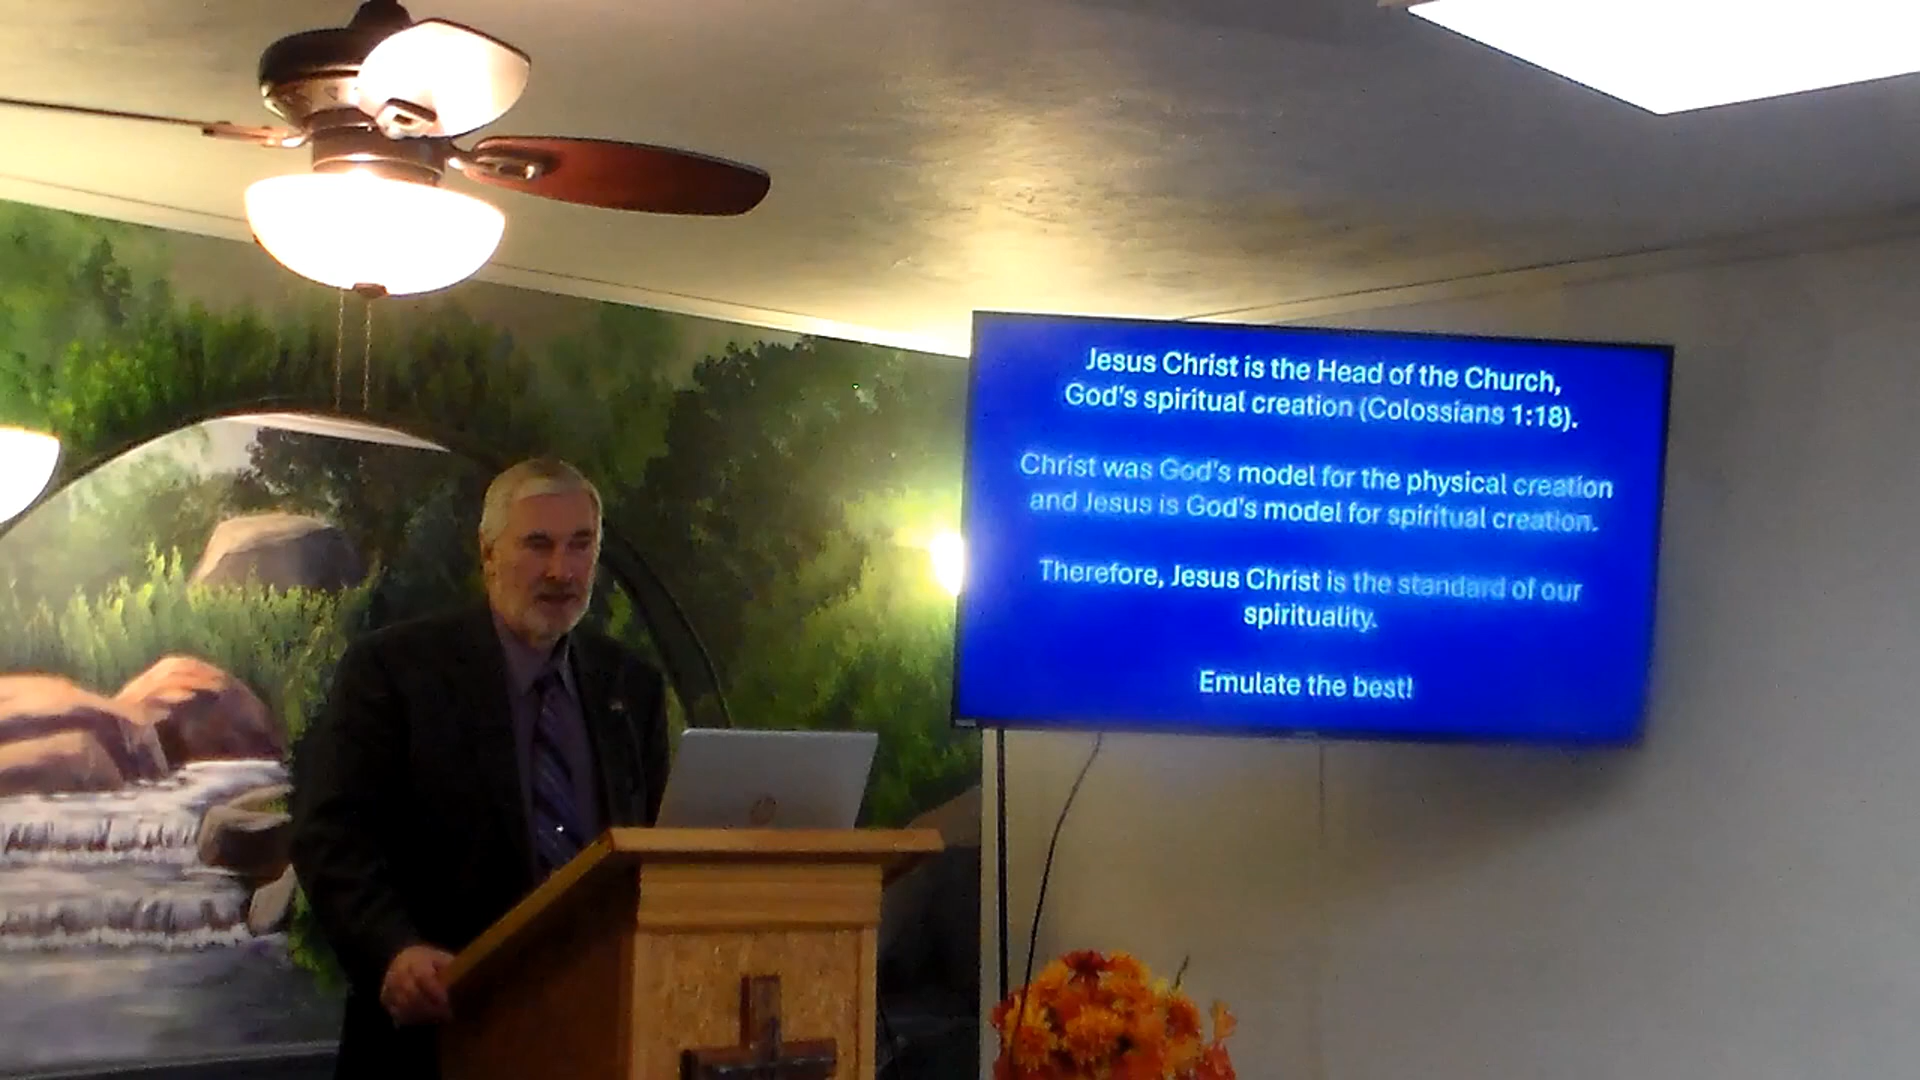 Jesus Christ is the Head of the Church,
God's spiritual creation (Colossians 1:18).
Christ was God's model for the physical creation
and Jesus is God's model for spiritual creation.
Therefore, Jesus Christ is the standard of our
spirituality.
Emulate the best!